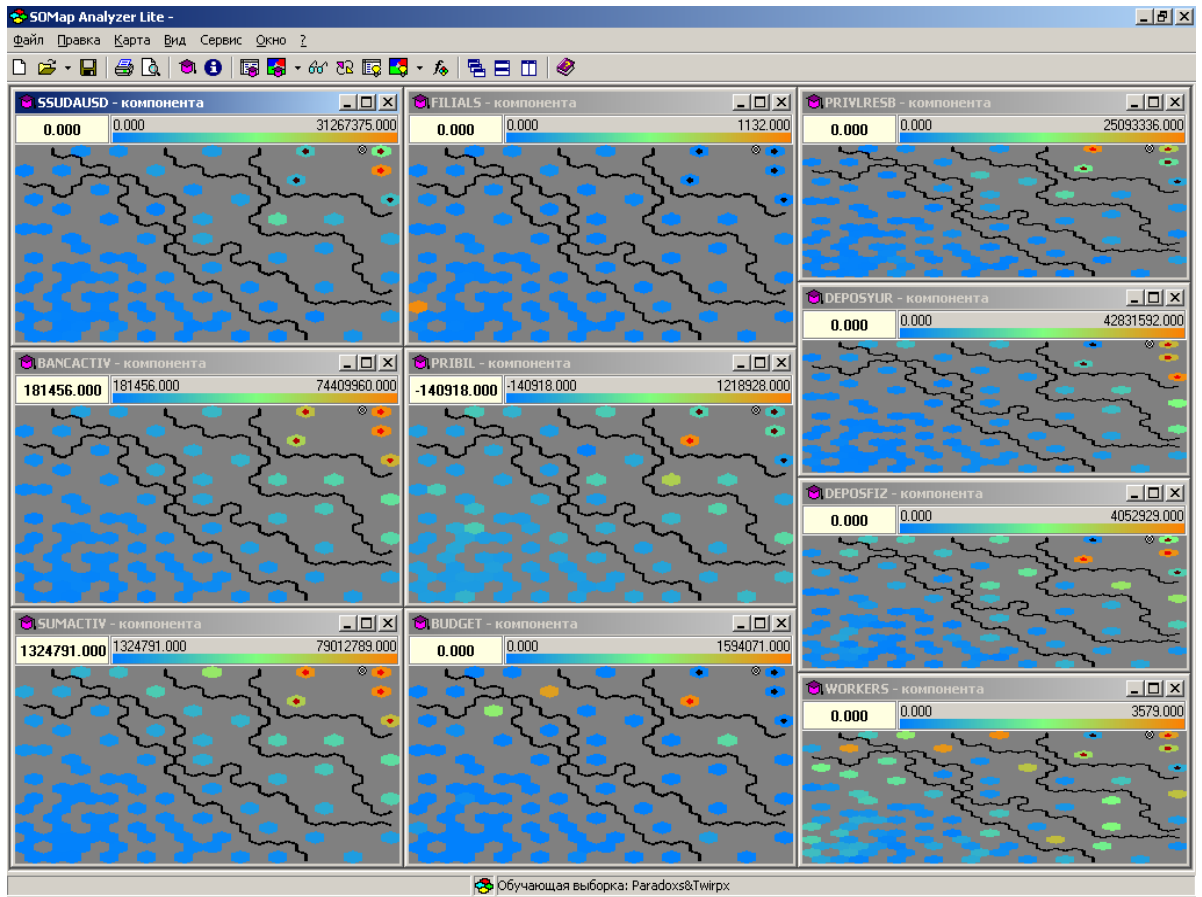 SOMap Analyzer Lite -
Файл Правка Карта Вид Сервис Окно ?
SSUDAUSD - компонента
0.000 0.000 31267375.000
FILIALS - компонента
0.000 0.000 1132.000
PRIVLRESB - компонента
0.000 0.000 25093336.000
DEPOSYUR - компонента
0.000 0.000 42831592.000
BANCACTIV - компонента
181456.000 181456.000 74409960.000
PRIBIL - компонента
-140918.000 -140918.000 1218928.000
DEPOSFIZ - компонента
0.000 0.000 4052929.000
SUMACTIV - компонента
1324791.000 1324791.000 79012789.000
BUDGET - компонента
0.000 0.000 1594071.000
WORKERS - компонента
0.000 0.000 3579.000
Обучающая выборка: Paradoxs&Twirpx